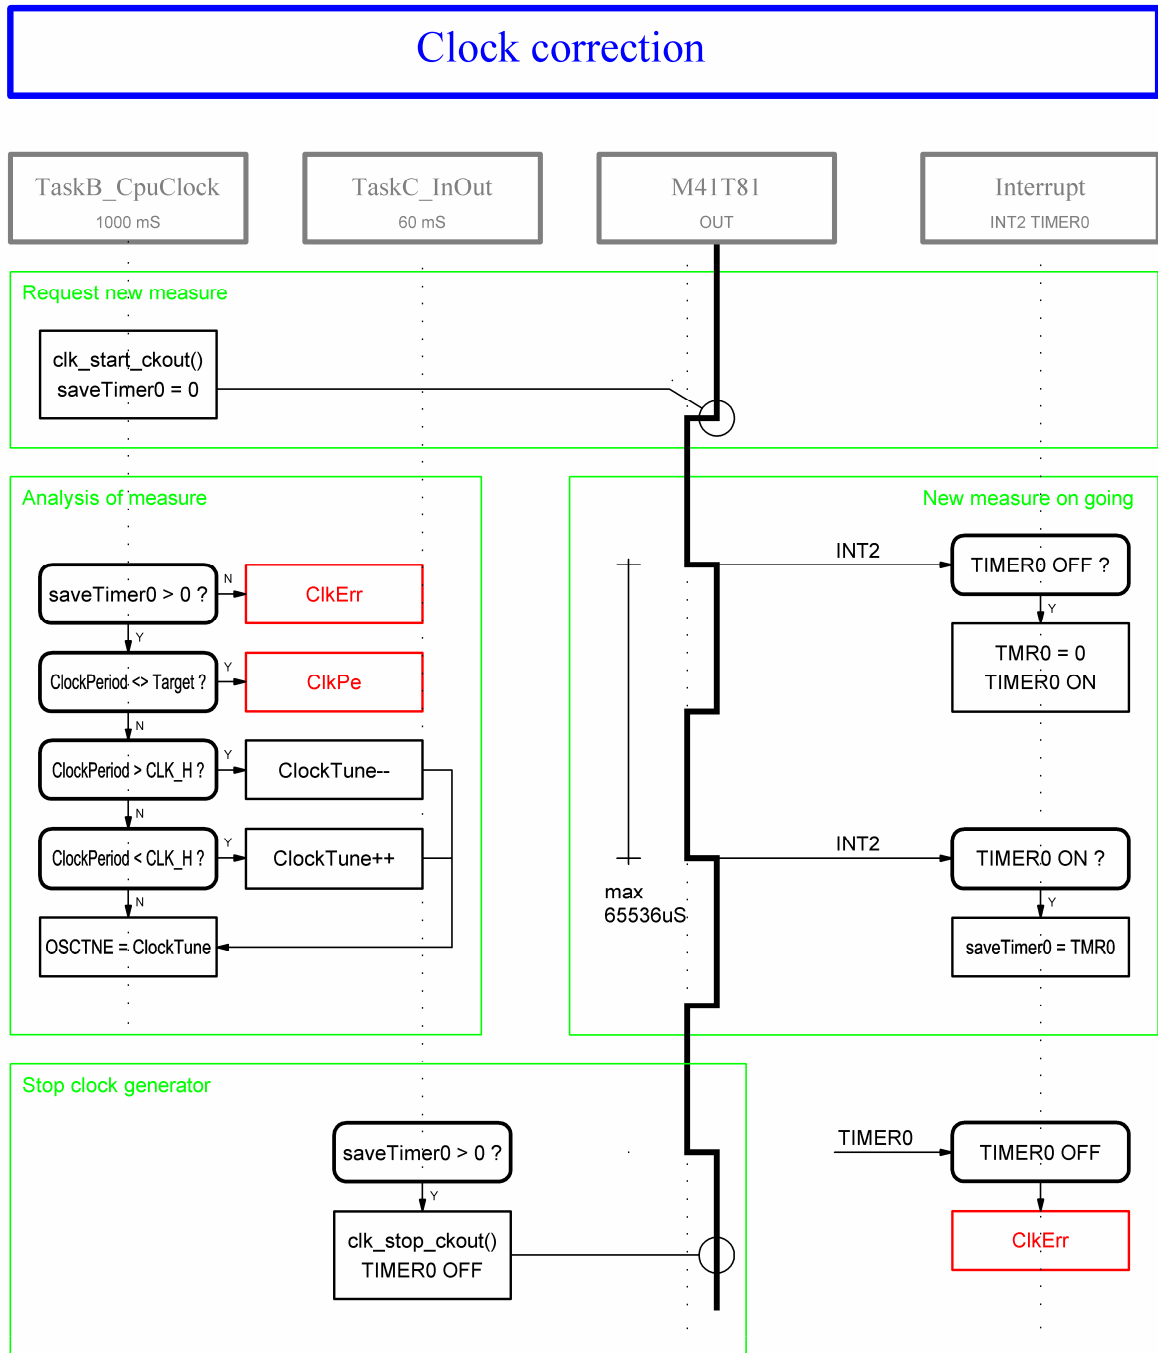 Clock correction
TaskB_CpuClock
1000 mS
TaskC_InOut
60 mS
M41T81
OUT
Interrupt
INT2 TIMER0
Request new measure
clk_start_ckout()
saveTimer0 = 0
Analysis of measure
saveTimer0 > 0 ?
N
ClkErr
Y
ClockPeriod <> Target ?
Y
ClkPe
N
ClockPeriod > CLK_H ?
Y
ClockTune--
N
ClockPeriod < CLK_H ?
Y
ClockTune++
N
OSCTNE = ClockTune
New measure on going
INT2
TIMER0 OFF ?
Y
TMR0 = 0
TIMER0 ON
INT2
TIMER0 ON ?
max
65536uS
Y
saveTimer0 = TMR0
Stop clock generator
saveTimer0 > 0 ?
Y
clk_stop_ckout()
TIMER0 OFF
TIMER0
TIMER0 OFF
ClkErr